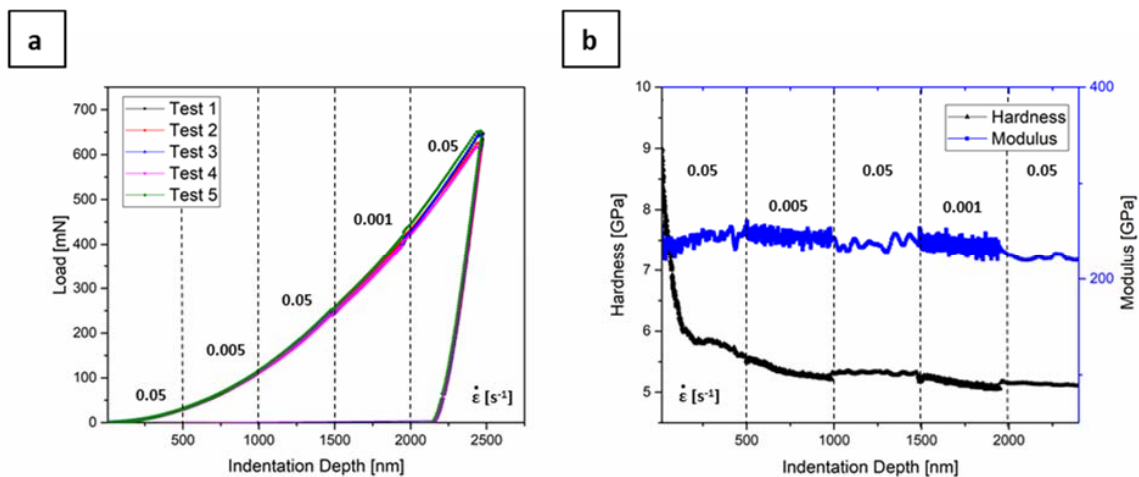 a
Load [mN]
700
600
500
400
300
200
100
0
Test 1
Test 2
Test 3
Test 4
Test 5
0.05
0.005
0.05
0.001
0.05
ε̇ [s⁻¹]
500
1000
1500
2000
2500
Indentation Depth [nm]
b
Hardness [GPa]
10
9
8
7
6
5
Hardness
Modulus
0.05
0.005
0.05
0.001
0.05
ε̇ [s⁻¹]
400
200
Modulus [GPa]
500
1000
1500
2000
Indentation Depth [nm]